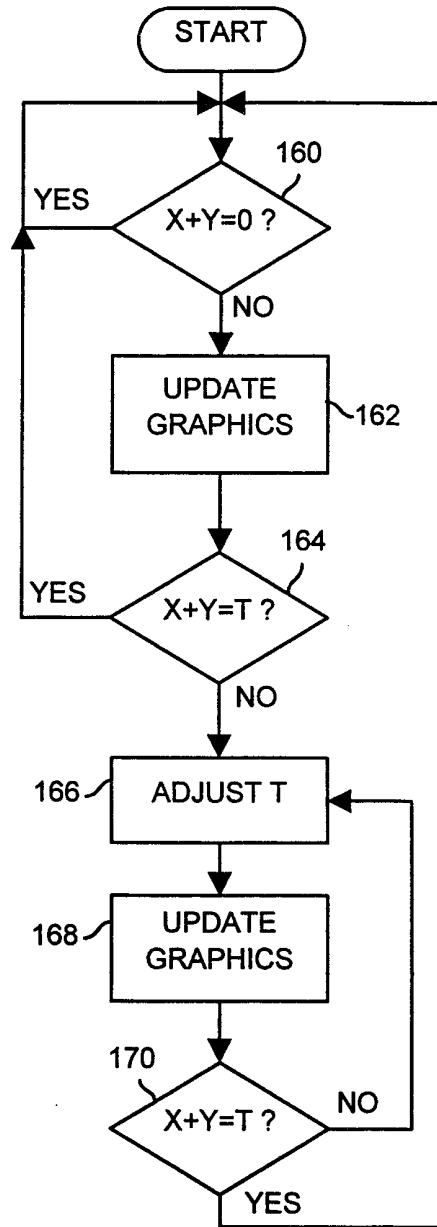 START
160
YES
X+Y=0 ?
NO
UPDATE
GRAPHICS
162
164
YES
X+Y=T ?
NO
166
ADJUST T
168
UPDATE
GRAPHICS
170
X+Y=T ?
NO
YES